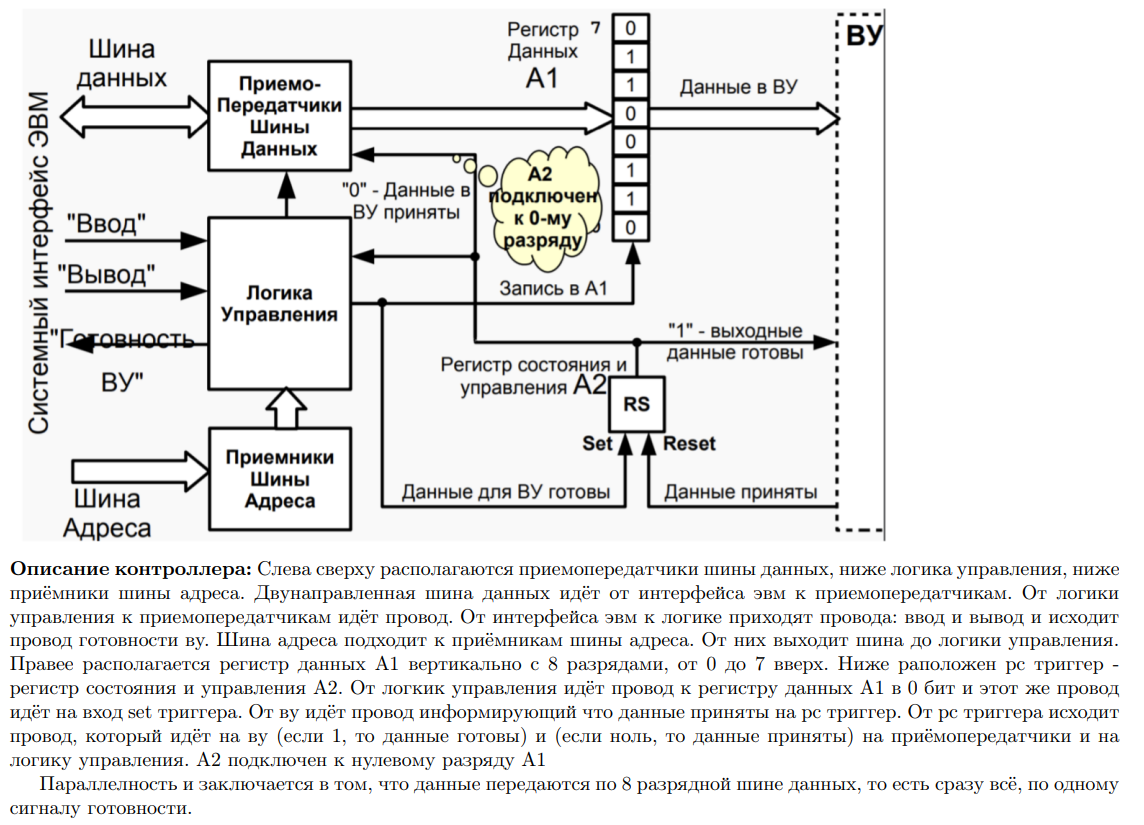 Системный интерфейс ЭВМ
Шина
данных
Приемо-
Передатчики
Шины
Данных
Регистр 7
Данных
A1
0
1
1
0
0
1
1
0
Данные в ВУ
ВУ
"0" - Данные в
ВУ приняты
А2
подключен
к 0-му
разряду
"Ввод"
"Вывод"
"Готовность
ВУ"
Логика
Управления
Запись в А1
"1" - выходные
данные готовы
Регистр состояния и
управления A2
RS
Set
Reset
Приемники
Шины
Адреса
Шина
Адреса
Данные для ВУ готовы
Данные приняты
Описание контроллера: Слева сверху располагаются приемопередатчики шины данных, ниже логика управления, ниже
приёмники шины адреса. Двунаправленная шина данных идёт от интерфейса эвм к приемопередатчикам. От логики
управления к приемопередатчикам идёт провод. От интерфейса эвм к логике приходят провода: ввод и вывод и исходит
провод готовности ву. Шина адреса подходит к приёмникам шины адреса. От них выходит шина до логики управления.
Правее располагается регистр данных А1 вертикально с 8 разрядами, от 0 до 7 вверх. Ниже раположен рс триггер -
регистр состояния и управления А2. От логкик управления идёт провод к регистру данных А1 в 0 бит и этот же провод
идёт на вход set триггера. От ву идёт провод информирующий что данные приняты на рс триггер. От рс триггера исходит
провод, который идёт на ву (если 1, то данные готовы) и (если ноль, то данные приняты) на приёмопередатчики и на
логику управления. А2 подключен к нулевому разряду А1
Параллелность и заключается в том, что данные передаются по 8 разрядной шине данных, то есть сразу всё, по одному
сигналу готовности.